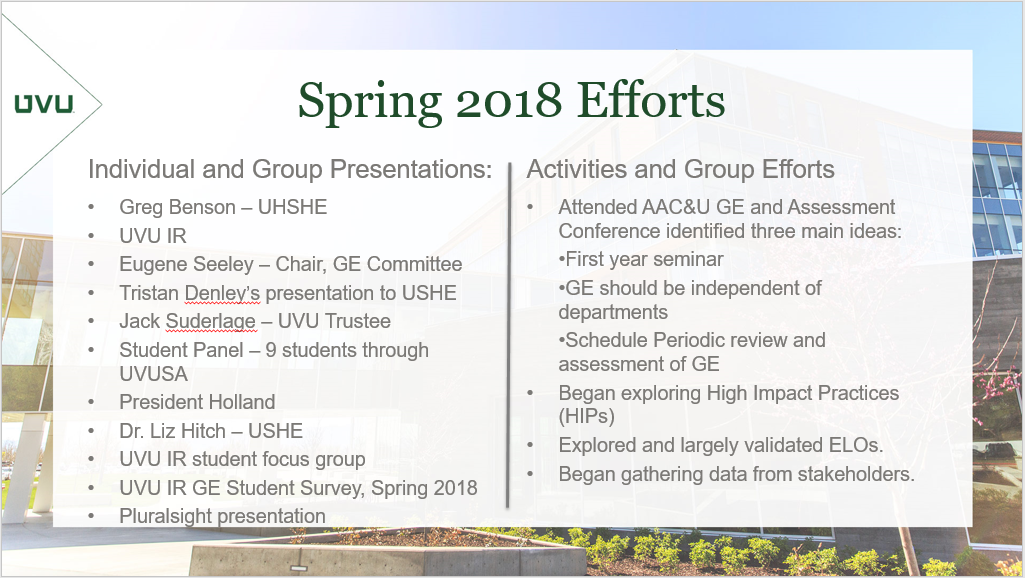 UVU
Spring 2018 Efforts
Individual and Group Presentations:
• Greg Benson – UHSHE
• UVU IR
• Eugene Seeley – Chair, GE Committee
• Tristan Denley's presentation to USHE
• Jack Suderlage – UVU Trustee
• Student Panel – 9 students through
UVUSA
• President Holland
• Dr. Liz Hitch – USHE
• UVU IR student focus group
• UVU IR GE Student Survey, Spring 2018
• Pluralsight presentation
Activities and Group Efforts
• Attended AAC&U GE and Assessment
Conference identified three main ideas:
•First year seminar
•GE should be independent of
departments
•Schedule Periodic review and
assessment of GE
• Began exploring High Impact Practices
(HIPs)
• Explored and largely validated ELOs.
• Began gathering data from stakeholders.